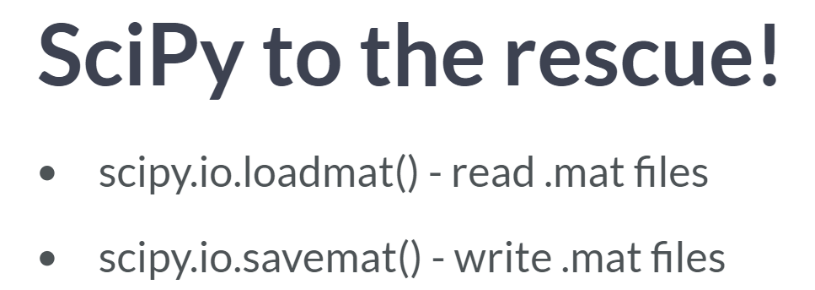 SciPy to the rescue!
• scipy.io.loadmat() - read .mat files
• scipy.io.savemat() - write .mat files